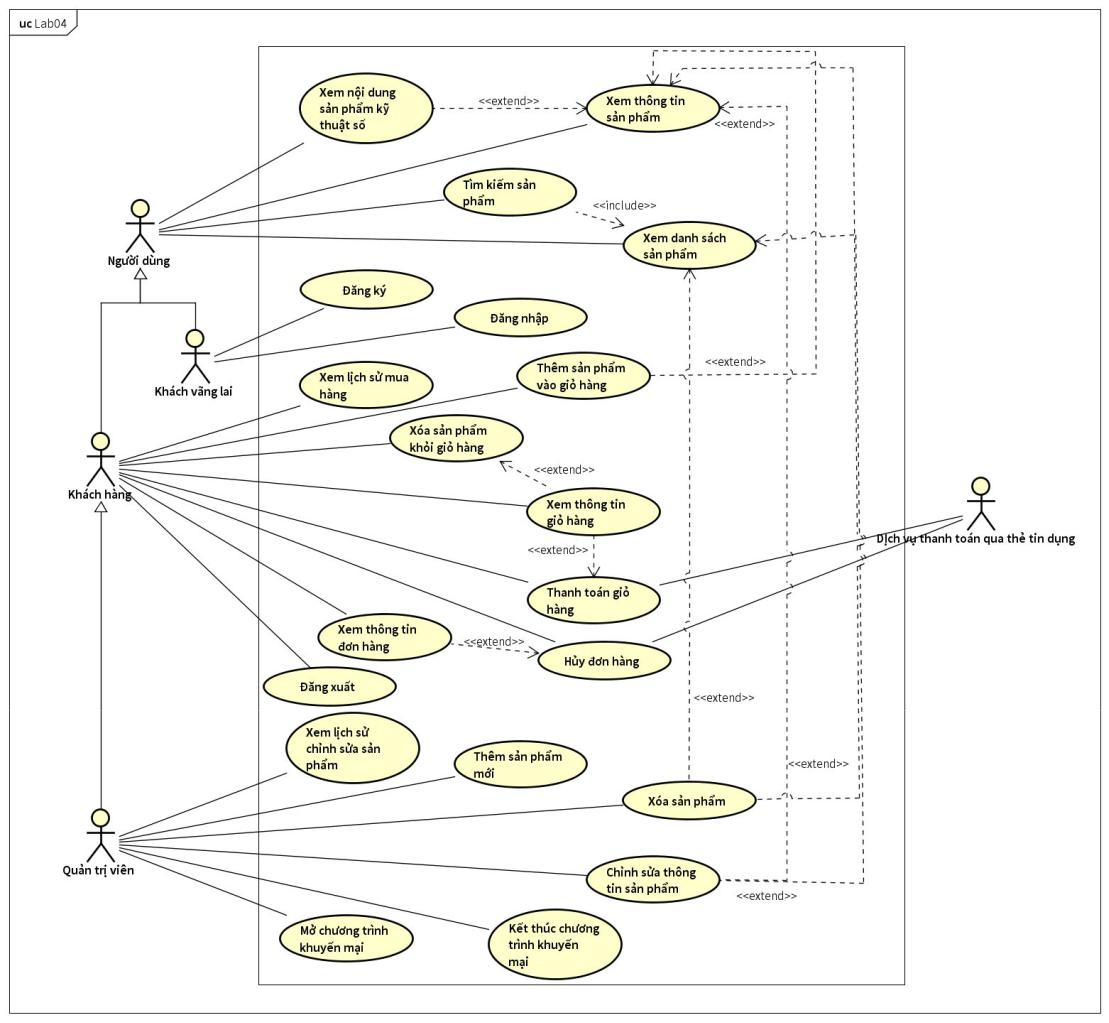 uc Lab04
Xem nội dung
sản phẩm kỹ
thuật số
<<extend>>
Xem thông tin
sản phẩm
<<extend>>
Tìm kiếm sản
phẩm
<<include>>
Xem danh sách
sản phẩm
Người dùng
Đăng ký
Đăng nhập
Khách vãng lai
Xem lịch sử mua
hàng
Thêm sản phẩm
vào giỏ hàng
<<extend>>
Xóa sản phẩm
khỏi giỏ hàng
<<extend>>
Khách hàng
Xem thông tin
giỏ hàng
<<extend>>
Dịch vụ thanh toán qua thẻ tín dụng
Thanh toán giỏ
hàng
Xem thông tin
đơn hàng
<<extend>>
Hủy đơn hàng
Đăng xuất
<<extend>>
Xem lịch sử
chỉnh sửa sản
phẩm
Thêm sản phẩm
mới
<<extend>>
Xóa sản phẩm
Quản trị viên
Chỉnh sửa thông
tin sản phẩm
<<extend>>
Mở chương trình
khuyến mại
Kết thúc chương
trình khuyến
mại